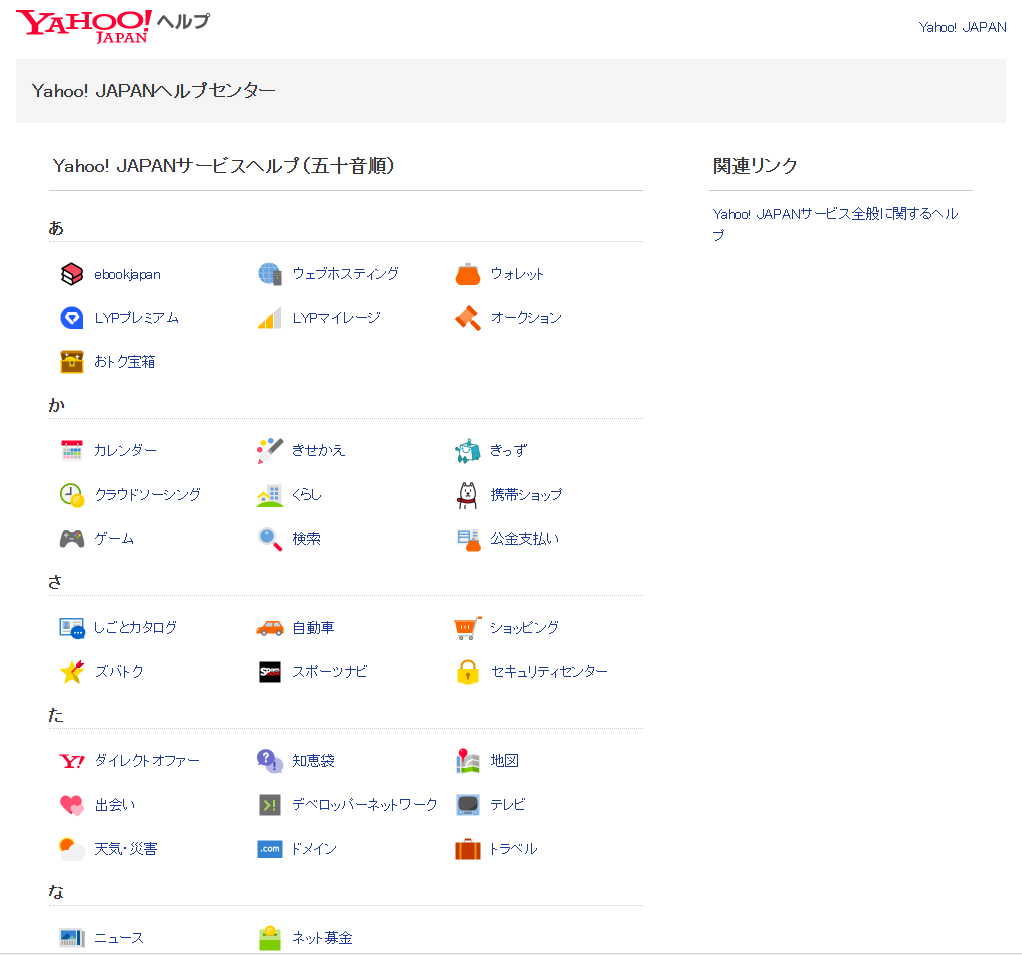 YAHOO! JAPAN ヘルプ
Yahoo! JAPAN
Yahoo! JAPANヘルプセンター
Yahoo! JAPANサービスヘルプ（五十音順）
関連リンク
Yahoo! JAPANサービス全般に関するヘル
プ
あ
ebookjapan
ウェブホスティング
ウォレット
LYPプレミアム
LYPマイレージ
オークション
おトク宝箱
か
カレンダー
きせかえ
きっず
クラウドソーシング
くらし
携帯ショップ
ゲーム
検索
公金支払い
さ
しごとカタログ
自動車
ショッピング
ズバトク
スポーツナビ
セキュリティセンター
た
Y! ダイレクトオファー
知恵袋
地図
出会い
デベロッパーネットワーク
テレビ
天気・災害
.com ドメイン
トラベル
な
ニュース
ネット募金